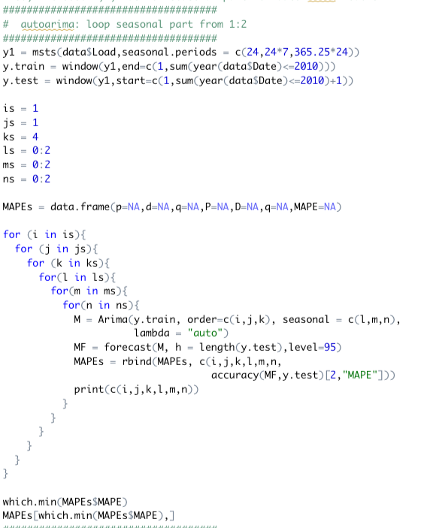 ####################################
# autoarima: loop seasonal part from 1:2
####################################
y1 = msts(data$Load,seasonal.periods = c(24,24*7,365.25*24))
y.train = window(y1,end=c(1,sum(year(data$Date)<=2010)))
y.test = window(y1,start=c(1,sum(year(data$Date)<=2010)+1))
is = 1
js = 1
ks = 4
ls = 0:2
ms = 0:2
ns = 0:2
MAPEs = data.frame(p=NA,d=NA,q=NA,P=NA,D=NA,q=NA,MAPE=NA)
for (i in is){
for (j in js){
for (k in ks){
for(l in ls){
for(m in ms){
for(n in ns){
M = Arima(y.train, order=c(i,j,k), seasonal = c(l,m,n),
lambda = "auto")
MF = forecast(M, h = length(y.test),level=95)
MAPEs = rbind(MAPEs, c(i,j,k,l,m,n,
accuracy(MF,y.test)[2,"MAPE"]))
print(c(i,j,k,l,m,n))
}
}
}
}
}
}
which.min(MAPEs$MAPE)
MAPEs[which.min(MAPEs$MAPE),]